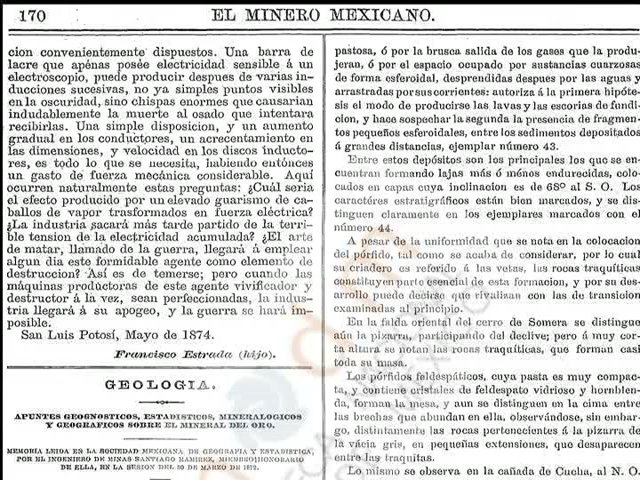 170
EL MINERO MEXICANO.
cion convenientemente dispuestos. Una barra de
lacre que apénas posée electricidad sensible á un
electroscopio, puede producir despues de varias in-
ducciones sucesivas, no ya simples puntos visibles
en la oscuridad, sino chispas enormes que causarian
indudablemente la muerte al osado que intentara
recibirlas. Una simple disposicion, y un aumento
gradual en los conductores, un acrecentamiento en
las dimensiones, y velocidad en los discos inducto-
res, es todo lo que se necesita, habiendo entónces
un gasto de fuerza mecánica considerable. Aquí
ocurren naturalmente estas preguntas: ¿Cuál seria
el efecto producido por un elevado guarismo de ca-
ballos de vapor trasformados en fuerza eléctrica?
¿La industria sacará más tarde partido de la terri-
ble tension de la electricidad acumulada? ¿El arte
de matar, llamado de la guerra, llegará á emplear
algun dia este formidable agente como elemento de
destruccion? Así es de temerse; pero cuando las
máquinas productoras de este agente vivificador y
destructor á la vez, sean perfeccionadas, la indus-
tria llegará á su apogeo, y la guerra se hará im-
posible.
San Luis Potosí, Mayo de 1874.
Francisco Estrada (hijo).
GEOLOGIA.
APUNTES GEOGNOSTICOS, ESTADISTICOS, MINERALOGICOS
Y GEOGRAFICOS SOBRE EL MINERAL DEL ORO.
MEMORIA LEIDA EN LA SOCIEDAD MEXICANA DE GEOGRAFIA Y ESTADISTICA,
POR EL INGENIERO DE MINAS SANTIAGO RAMIREZ, MIEMBRO HONORARIO
DE ELLA, EN LA SESION DEL 30 DE MARZO DE 1872.
pastosa, ó por la brusca salida de los gases que la produ-
jeran, ó por el espacio ocupado por sustancias cuarzosas
de forma esferoidal, desprendidas despues por las aguas y
arrastradas por sus corrientes: autoriza á la primera hipóte-
sis el modo de producirse las lavas y las escorias de fundi-
cion, y hace sospechar la segunda la presencia de fragmen-
tos pequeños esferoidales, entre los sedimentos depositados
á grandes distancias, ejemplar número 43.
Entre estos depósitos son los principales los que se en-
cuentran formando lajas más ó ménos endurecidas, colo-
cados en capas cuya inclinacion es de 68º al S. O. Los
caractéres estratigráficos están bien marcados, y se dis-
tinguen claramente en los ejemplares marcados con el
número 44.
A pesar de la uniformidad que se nota en la colocacion
del pórfido, tal como se acaba de considerar, por lo cual
su criadero es referido á las vetas, las rocas traquíticas
constituyen parte esencial de esta formacion, y por su des-
arrollo puede decirse que rivalisan con las de transicion
examinadas al principio.
En la falda oriental del cerro de Somera se distingue
aún la pizarra, participando del declive; pero á muy cor-
ta altura se notan las rocas traquíticas, que forman casi
toda su masa.
Los pórfidos feldespáticos, cuya pasta es muy compac-
ta, y contiene cristales de feldespato vidrioso y hornblen-
da, forman la mesa, y aun se distinguen en la cima entre
las brechas que abundan en ella, observándose, sin embar-
go, distintamente las rocas pertenecientes á la pizarra de
la vácia gris, en pequeñas extensiones, que desaparecen
entre las traquitas.
Lo mismo se observa en la cañada de Cucha, al N. O.